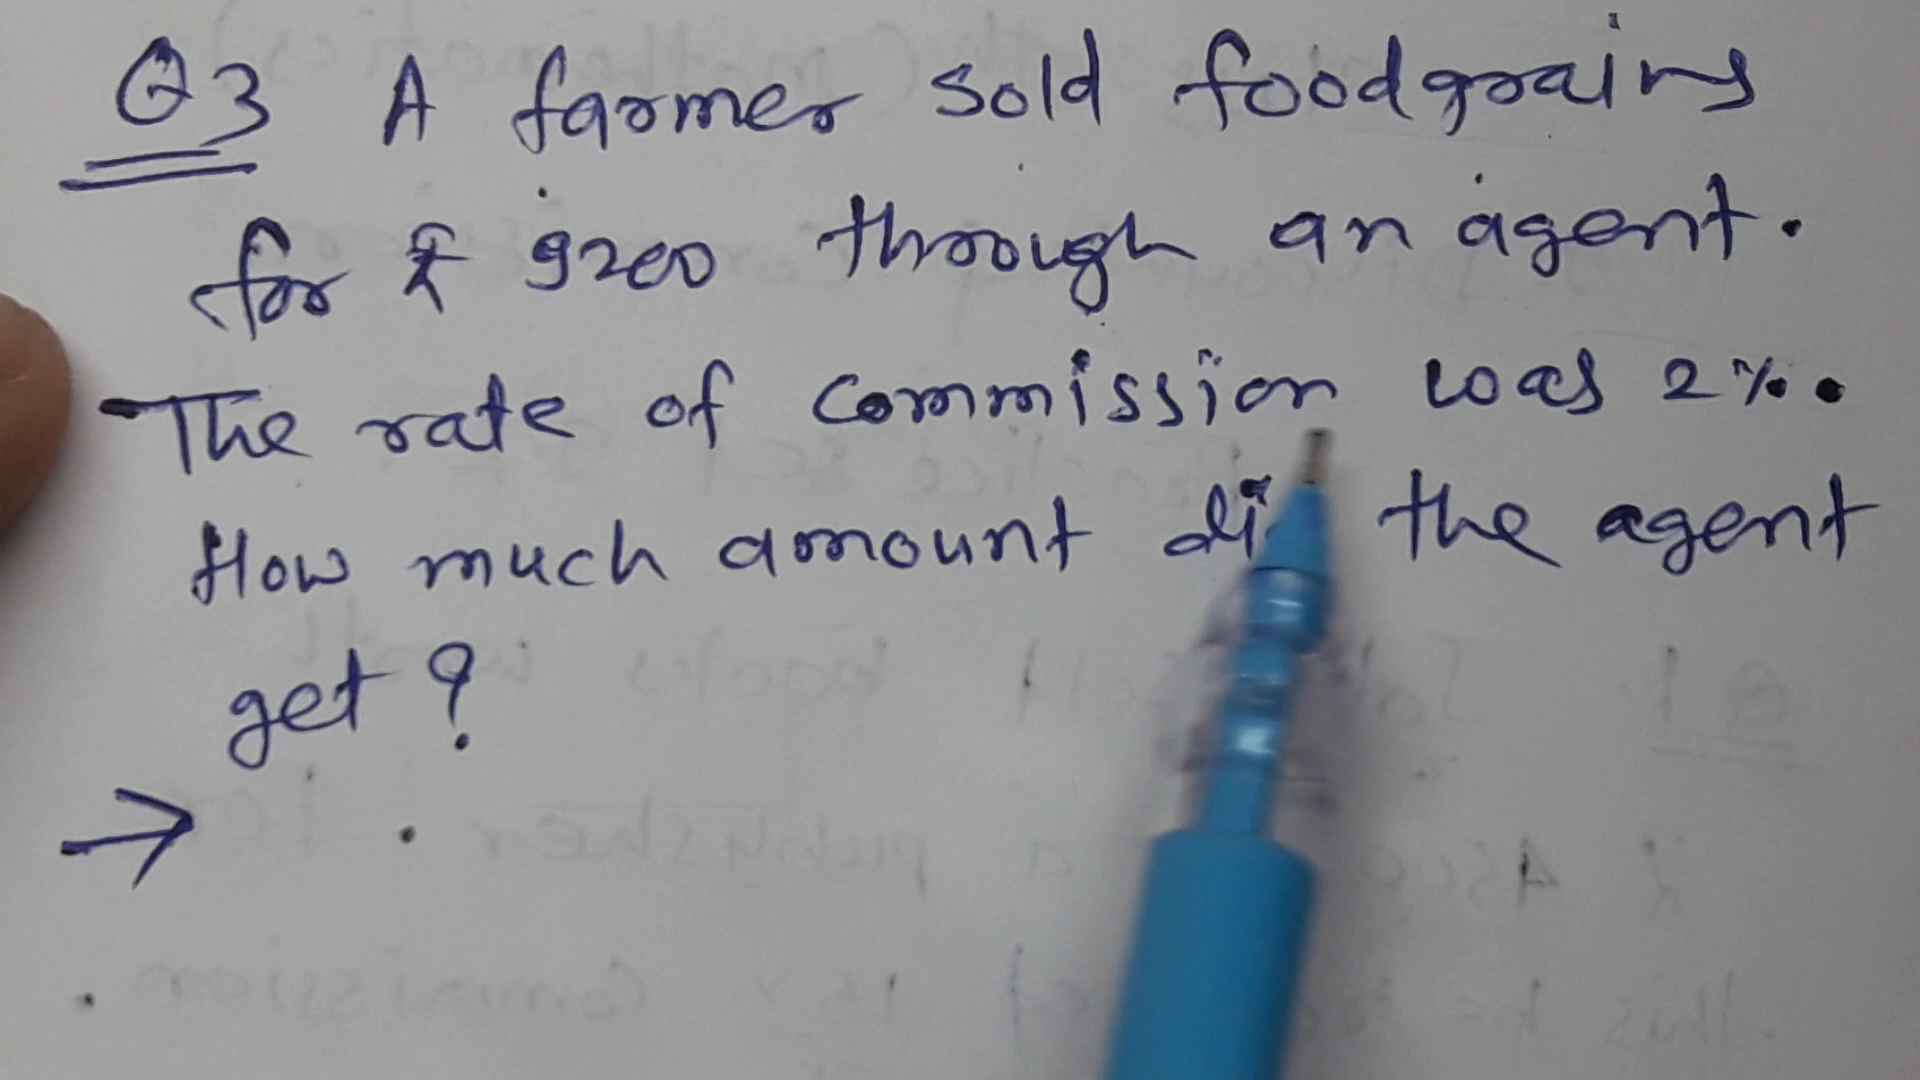 Q3 A farmer sold foodgrains
for ₹ 9200 through an agent.
The rate of commission was 2%.
How much amount di the agent
get?
→